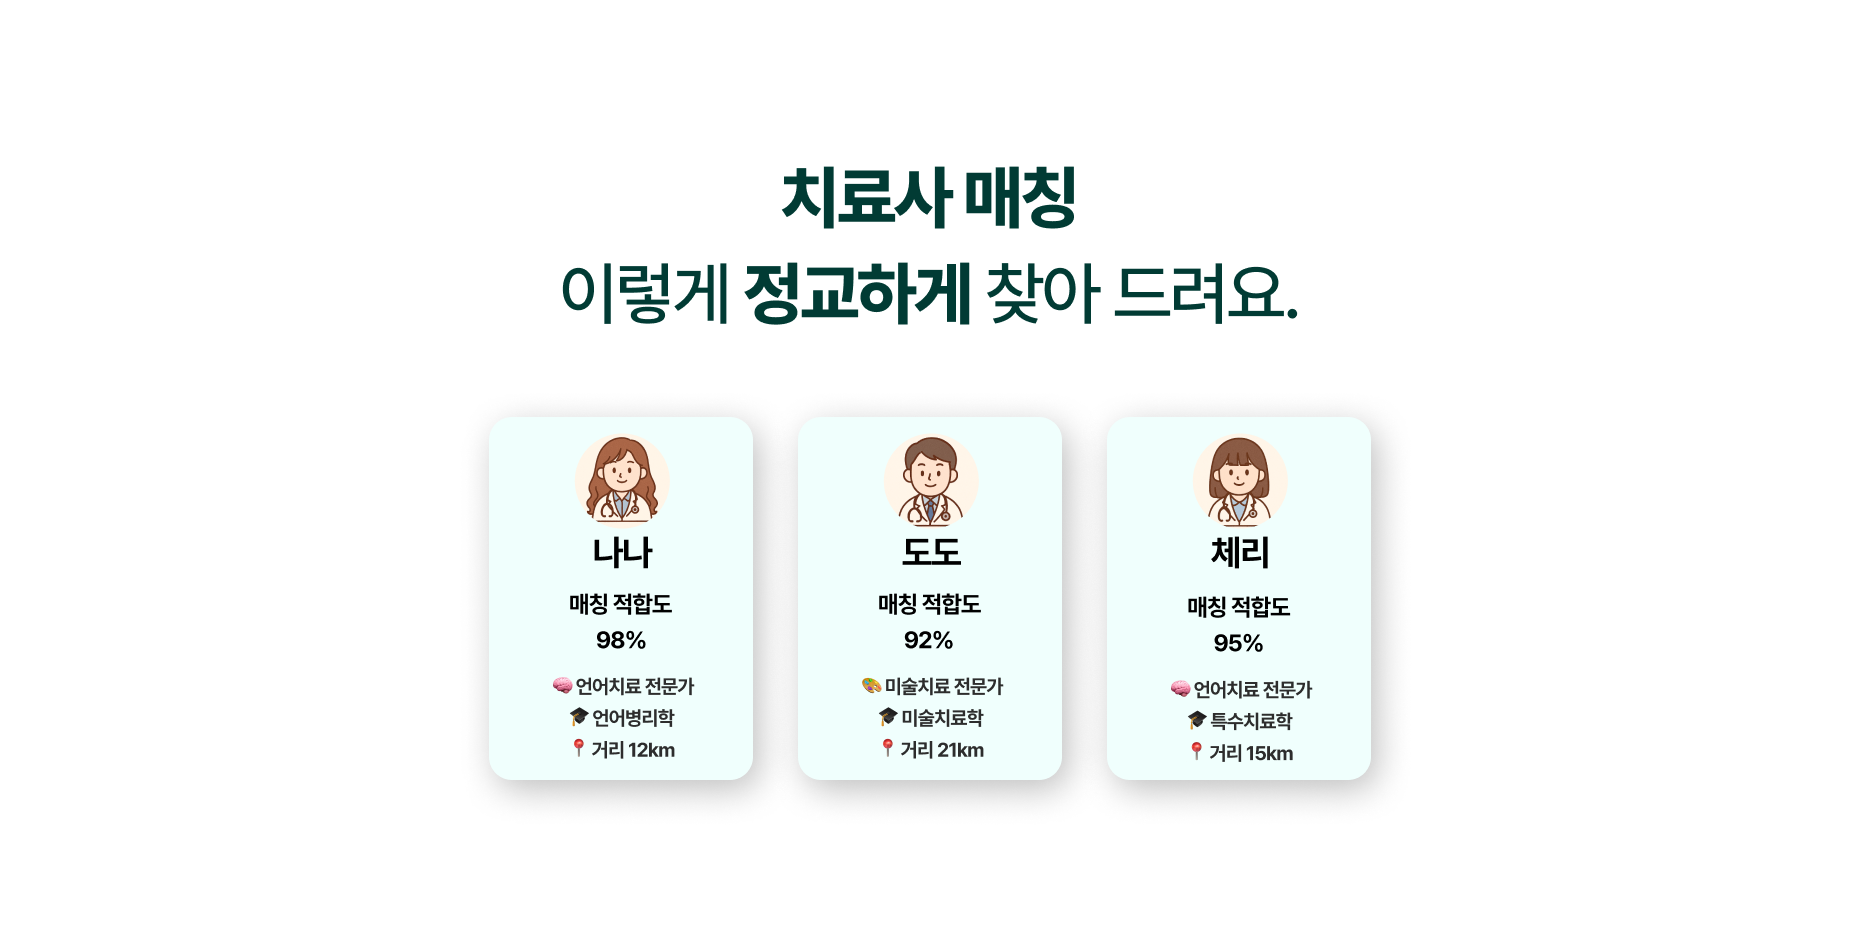 치료사 매칭
이렇게 정교하게 찾아 드려요.
나나
매칭 적합도
98%
🧠 언어치료 전문가
🎓 언어병리학
📍 거리 12km
도도
매칭 적합도
92%
🎨 미술치료 전문가
🎓 미술치료학
📍 거리 21km
체리
매칭 적합도
95%
🧠 언어치료 전문가
🎓 특수치료학
📍 거리 15km